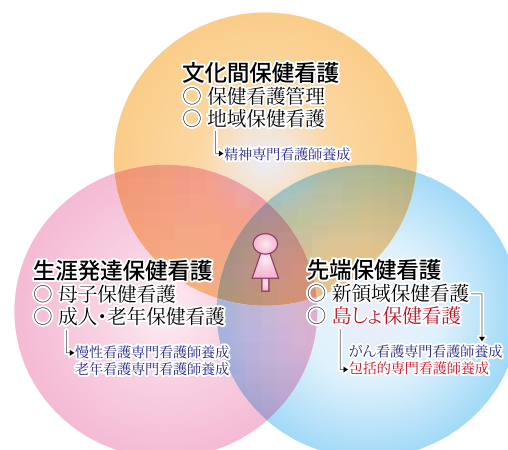 文化間保健看護
○ 保健看護管理
○ 地域保健看護
精神専門看護師養成
生涯発達保健看護
○ 母子保健看護
○ 成人・老年保健看護
慢性看護専門看護師養成
老年看護専門看護師養成
先端保健看護
○ 新領域保健看護
○ 島しょ保健看護
がん看護専門看護師養成
包括的専門看護師養成